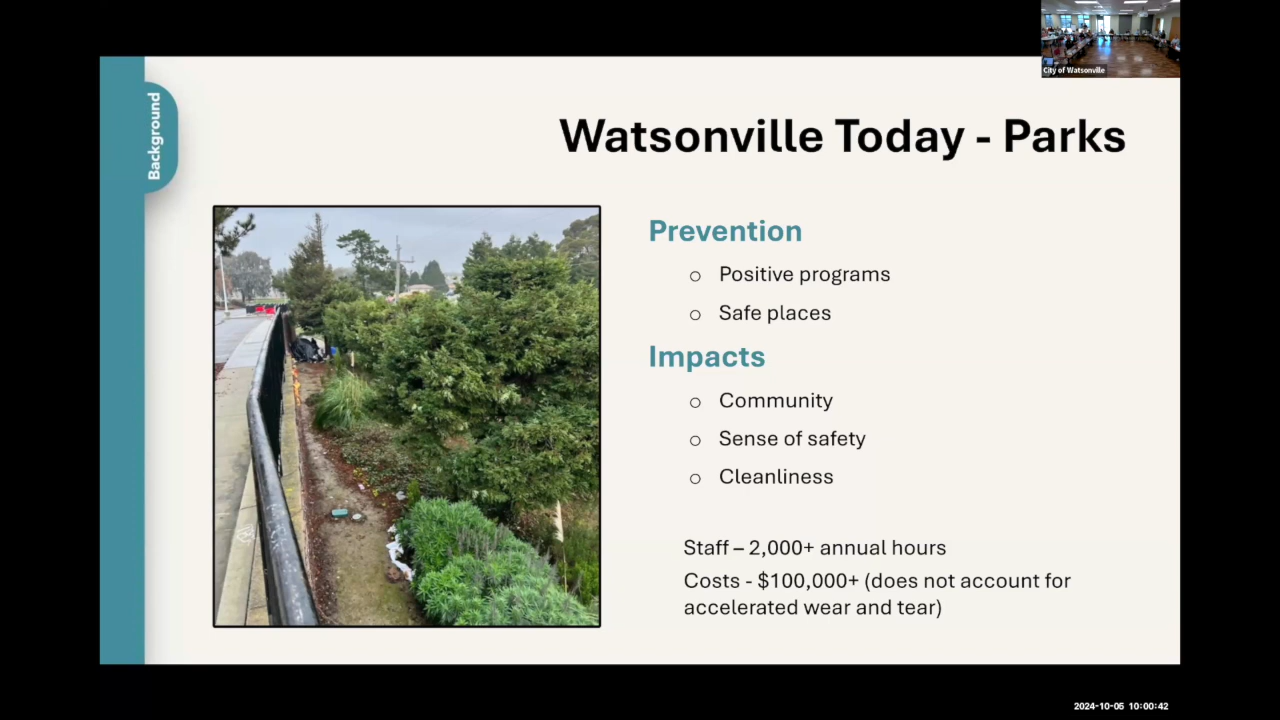 City of Watsonville
Background
Watsonville Today - Parks
Prevention
o Positive programs
o Safe places
Impacts
o Community
o Sense of safety
o Cleanliness
Staff – 2,000+ annual hours
Costs - $100,000+ (does not account for
accelerated wear and tear)
2024-10-05 10:00:42